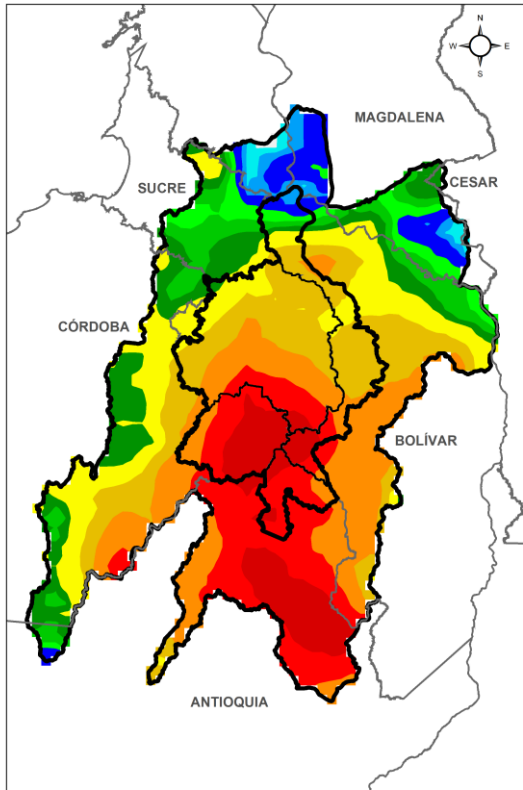 N
W E
S
MAGDALENA
CESAR
SUCRE
CÓRDOBA
BOLÍVAR
ANTIOQUIA